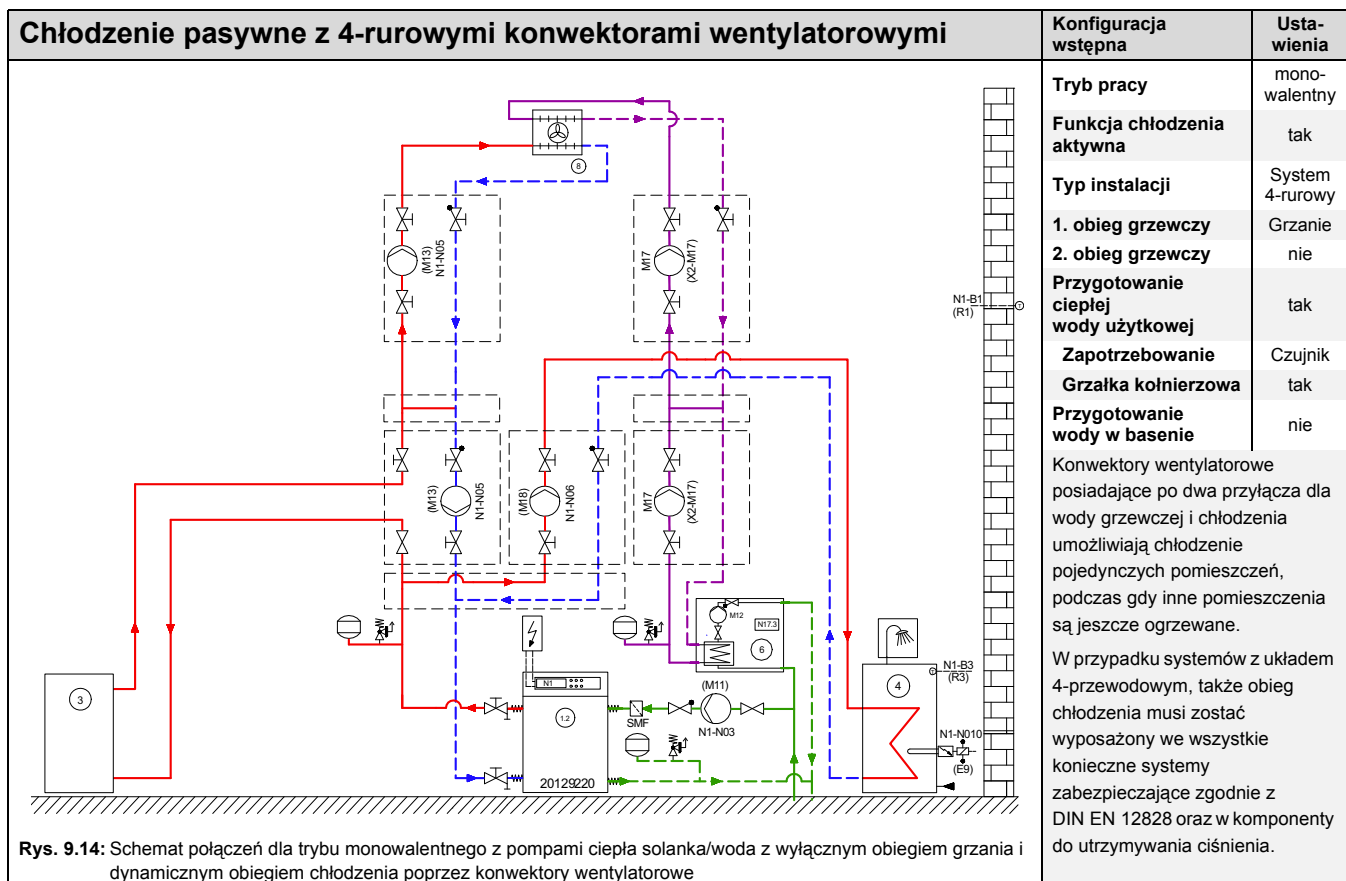 Chłodzenie pasywne z 4-rurowymi konwektorami wentylatorowymi
Konfiguracja
wstępna
Usta-
wienia
Tryb pracy
mono-
walentny
Funkcja chłodzenia
aktywna
tak
Typ instalacji
System
4-rurowy
1. obieg grzewczy
Grzanie
2. obieg grzewczy
nie
Przygotowanie
ciepłej
wody użytkowej
tak
Zapotrzebowanie
Czujnik
Grzałka kołnierzowa
tak
Przygotowanie
wody w basenie
nie
Konwektory wentylatorowe
posiadające po dwa przyłącza dla
wody grzewczej i chłodzenia
umożliwiają chłodzenie
pojedynczych pomieszczeń,
podczas gdy inne pomieszczenia
są jeszcze ogrzewane.
W przypadku systemów z układem
4-przewodowym, także obieg
chłodzenia musi zostać
wyposażony we wszystkie
konieczne systemy
zabezpieczające zgodnie z
DIN EN 12828 oraz w komponenty
do utrzymywania ciśnienia.
8
(M13)
N1-N05
M17
(X2-M17)
N1-B1
(R1)
T
(M13)
N1-N05
(M18)
N1-N06
M17
(X2-M17)
M12
N17.3
6
3
N1
1.2
20129220
SMF
(M11)
N1-N03
4
T
N1-B3
(R3)
N1-N010
(E9)
Rys. 9.14: Schemat połączeń dla trybu monowalentnego z pompami ciepła solanka/woda z wyłącznym obiegiem grzania i
dynamicznym obiegiem chłodzenia poprzez konwektory wentylatorowe